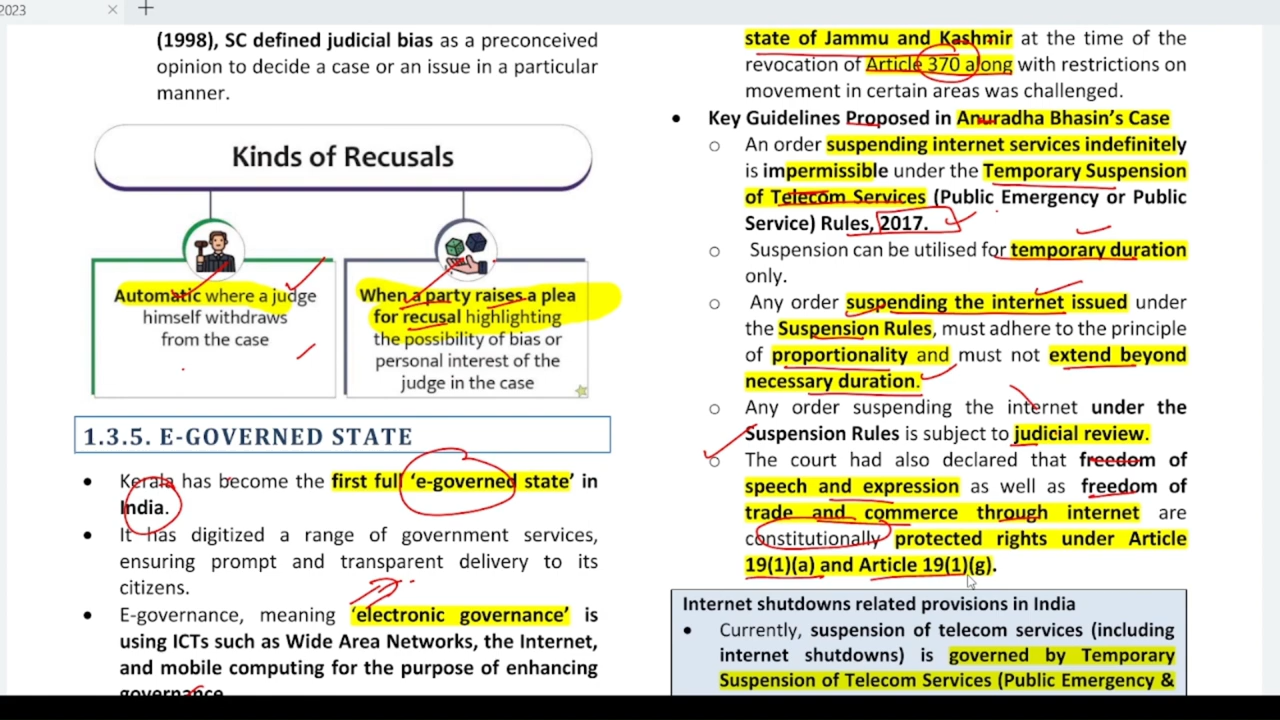 2023
(1998), SC defined judicial bias as a preconceived
opinion to decide a case or an issue in a particular
manner.
Kinds of Recusals
Automatic where a judge
himself withdraws
from the case
When a party raises a plea
for recusal highlighting
the possibility of bias or
personal interest of the
judge in the case
1.3.5. E-GOVERNED STATE
• Kerala has become the first full ‘e-governed state’ in
India.
• It has digitized a range of government services,
ensuring prompt and transparent delivery to its
citizens.
• E-governance, meaning ‘electronic governance’ is
using ICTs such as Wide Area Networks, the Internet,
and mobile computing for the purpose of enhancing
governance
state of Jammu and Kashmir at the time of the
revocation of Article 370 along with restrictions on
movement in certain areas was challenged.
• Key Guidelines Proposed in Anuradha Bhasin’s Case
o An order suspending internet services indefinitely
is impermissible under the Temporary Suspension
of Telecom Services (Public Emergency or Public
Service) Rules, 2017.
o Suspension can be utilised for temporary duration
only.
o Any order suspending the internet issued under
the Suspension Rules, must adhere to the principle
of proportionality and must not extend beyond
necessary duration.
o Any order suspending the internet under the
Suspension Rules is subject to judicial review.
o The court had also declared that freedom of
speech and expression as well as freedom of
trade and commerce through internet are
constitutionally protected rights under Article
19(1)(a) and Article 19(1)(g).
Internet shutdowns related provisions in India
• Currently, suspension of telecom services (including
internet shutdowns) is governed by Temporary
Suspension of Telecom Services (Public Emergency &